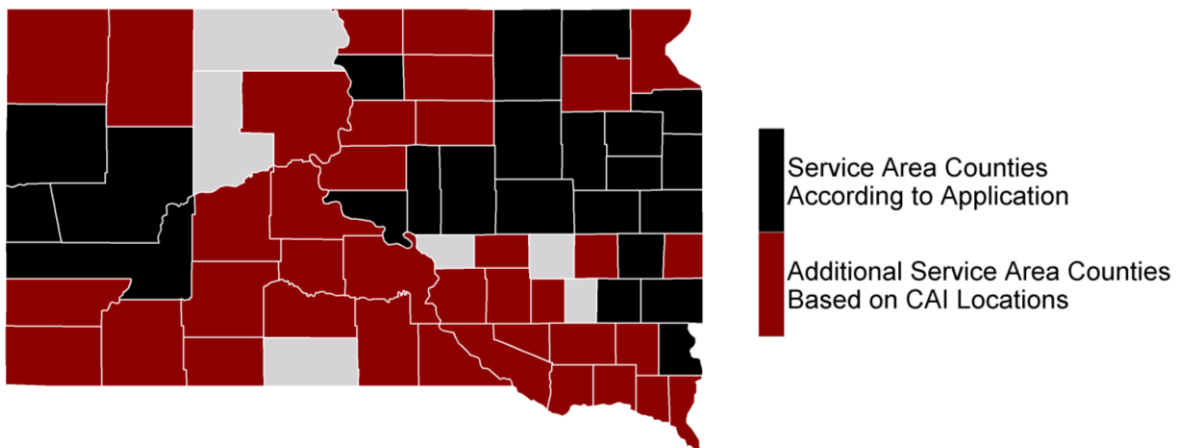 Service Area Counties
According to Application
Additional Service Area Counties
Based on CAI Locations